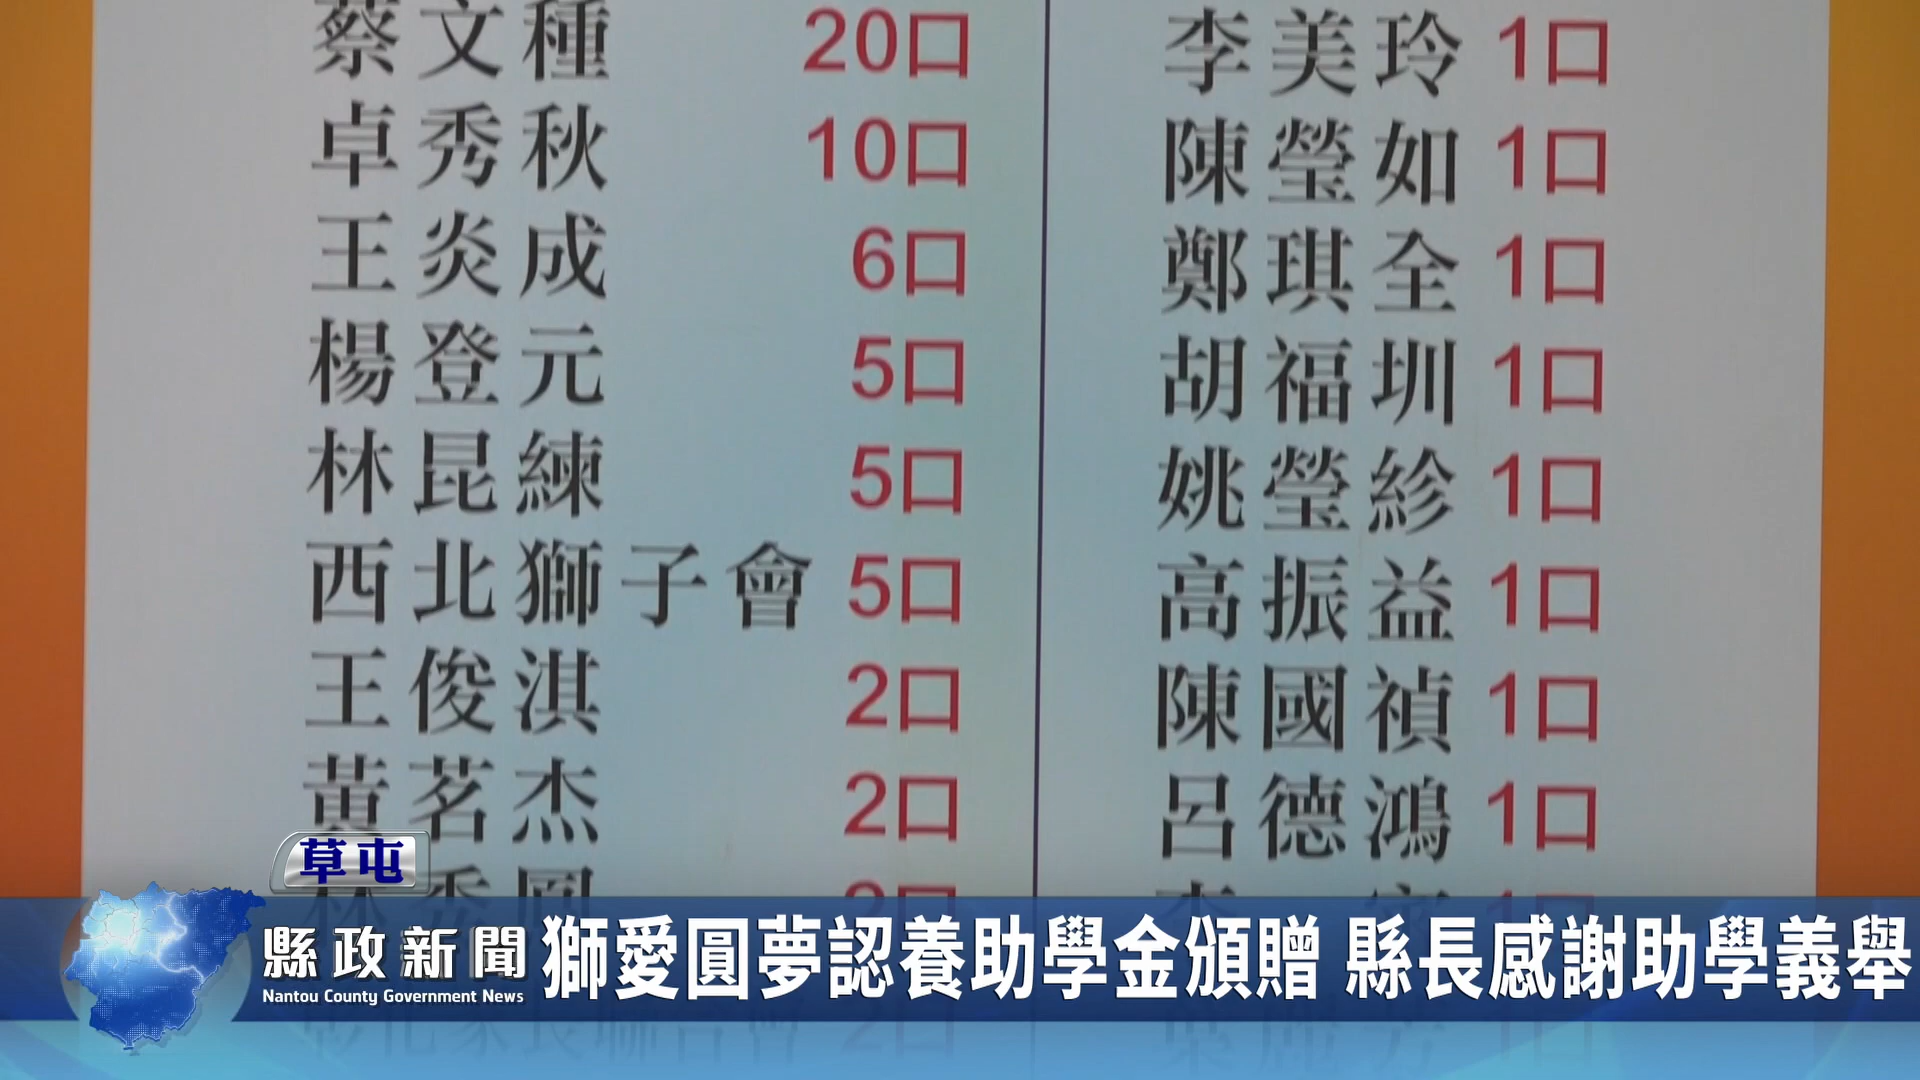 蔡文種 20口
卓秀秋 10口
王炎成 6口
楊登元 5口
林昆練 5口
西北獅子會 5口
王俊淇 2口
黃茗杰 2口
李美玲 1口
陳瑩如 1口
鄭琪全 1口
胡福圳 1口
姚瑩紾 1口
高振益 1口
陳國禎 1口
呂德鴻 1口
草屯
縣政新聞
Nantou County Government News
獅愛圓夢認養助學金頒贈 縣長感謝助學義舉